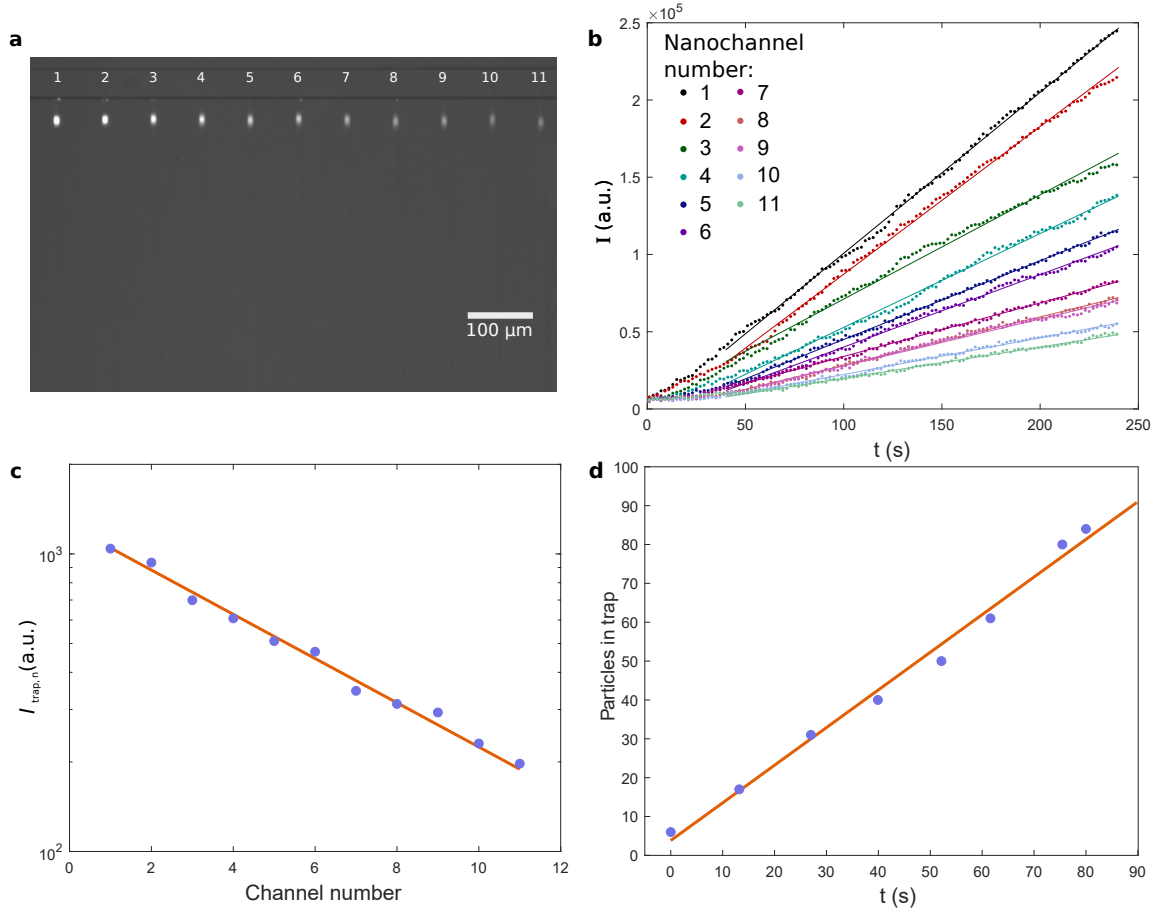 a
1 2 3 4 5 6 7 8 9 10 11
100 µm
b
×10⁵
2.5
2
1.5
1
0.5
0
I (a.u.)
Nanochannel
number:
1 7
2 8
3 9
4 10
5 11
6
0 50 100 150 200 250
t (s)
c
10³
10²
I trap, n (a.u.)
0 2 4 6 8 10 12
Channel number
d
100
90
80
70
60
50
40
30
20
10
0
Particles in trap
0 10 20 30 40 50 60 70 80 90
t (s)